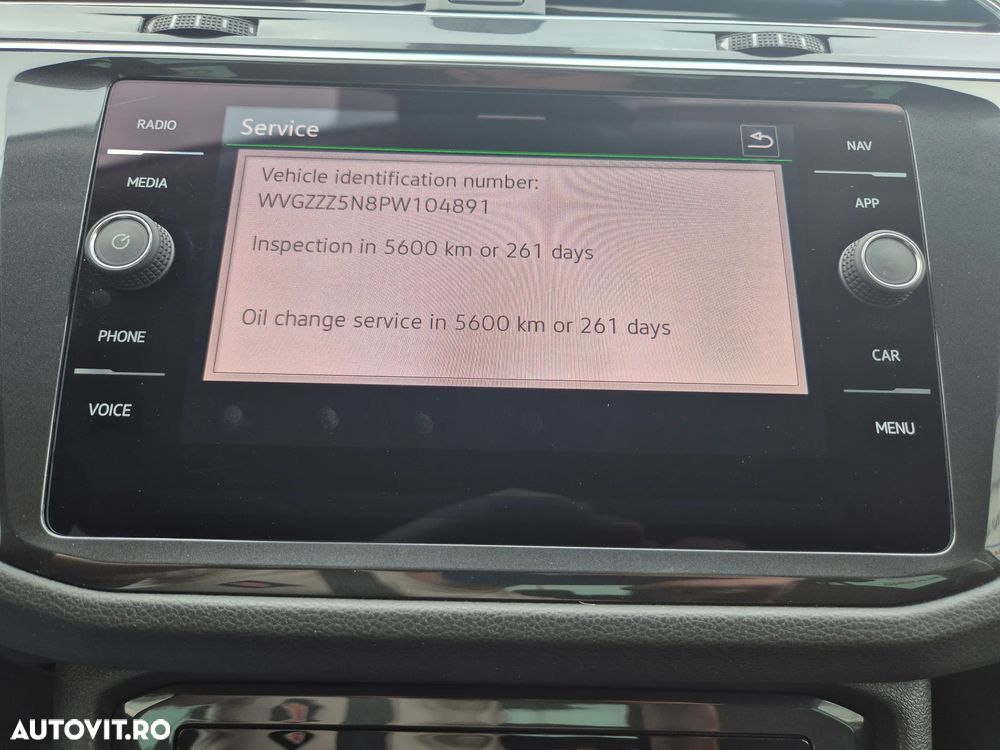 RADIO
MEDIA
PHONE
VOICE
Service
Vehicle identification number:
WVGZZZ5N8PW104891
Inspection in 5600 km or 261 days
Oil change service in 5600 km or 261 days
NAV
APP
CAR
MENU
AUTOVIT.RO